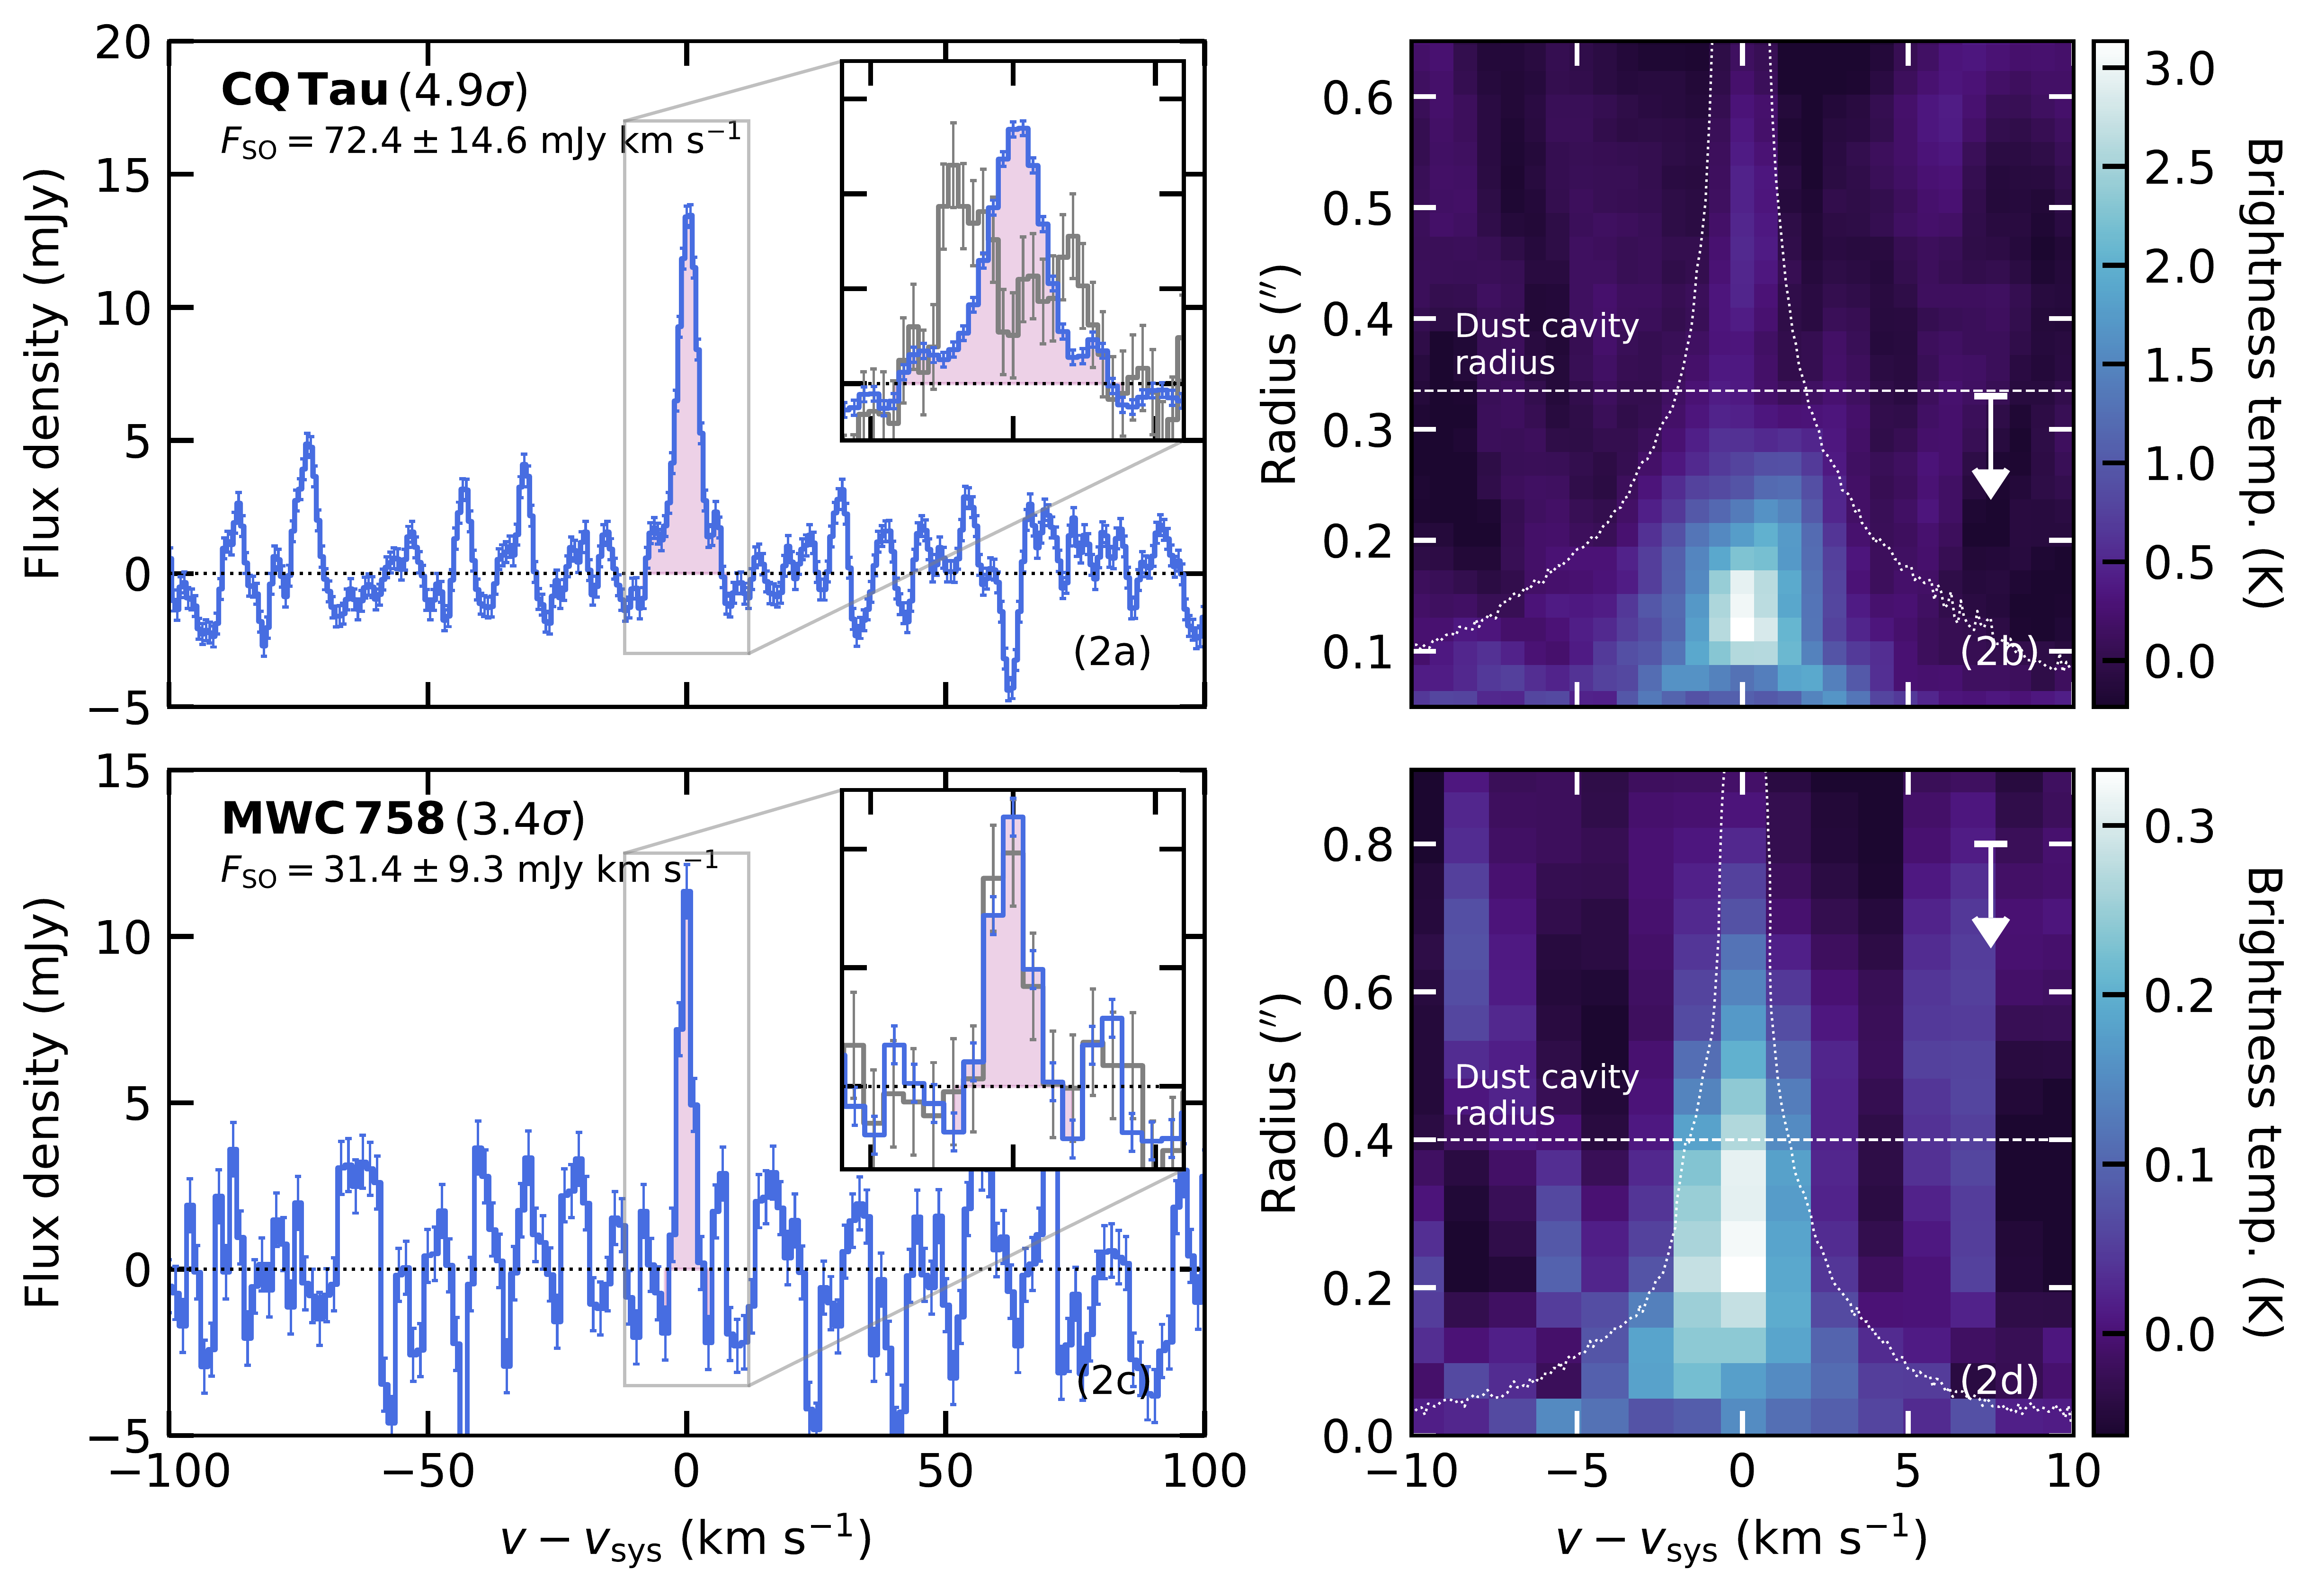 CQ Tau (4.9σ)
F_SO = 72.4 ± 14.6 mJy km s⁻¹
20
15
10
5
0
−5
Flux density (mJy)
(2a)
0.6
0.5
0.4
0.3
0.2
0.1
Radius (″)
Dust cavity
radius
(2b)
3.0
2.5
2.0
1.5
1.0
0.5
0.0
Brightness temp. (K)
MWC 758 (3.4σ)
F_SO = 31.4 ± 9.3 mJy km s⁻¹
15
10
5
0
−5
Flux density (mJy)
(2c)
−100
−50
0
50
100
v − v_sys (km s⁻¹)
0.8
0.6
0.4
0.2
0.0
Radius (″)
Dust cavity
radius
(2d)
−10
−5
0
5
10
v − v_sys (km s⁻¹)
0.3
0.2
0.1
0.0
Brightness temp. (K)